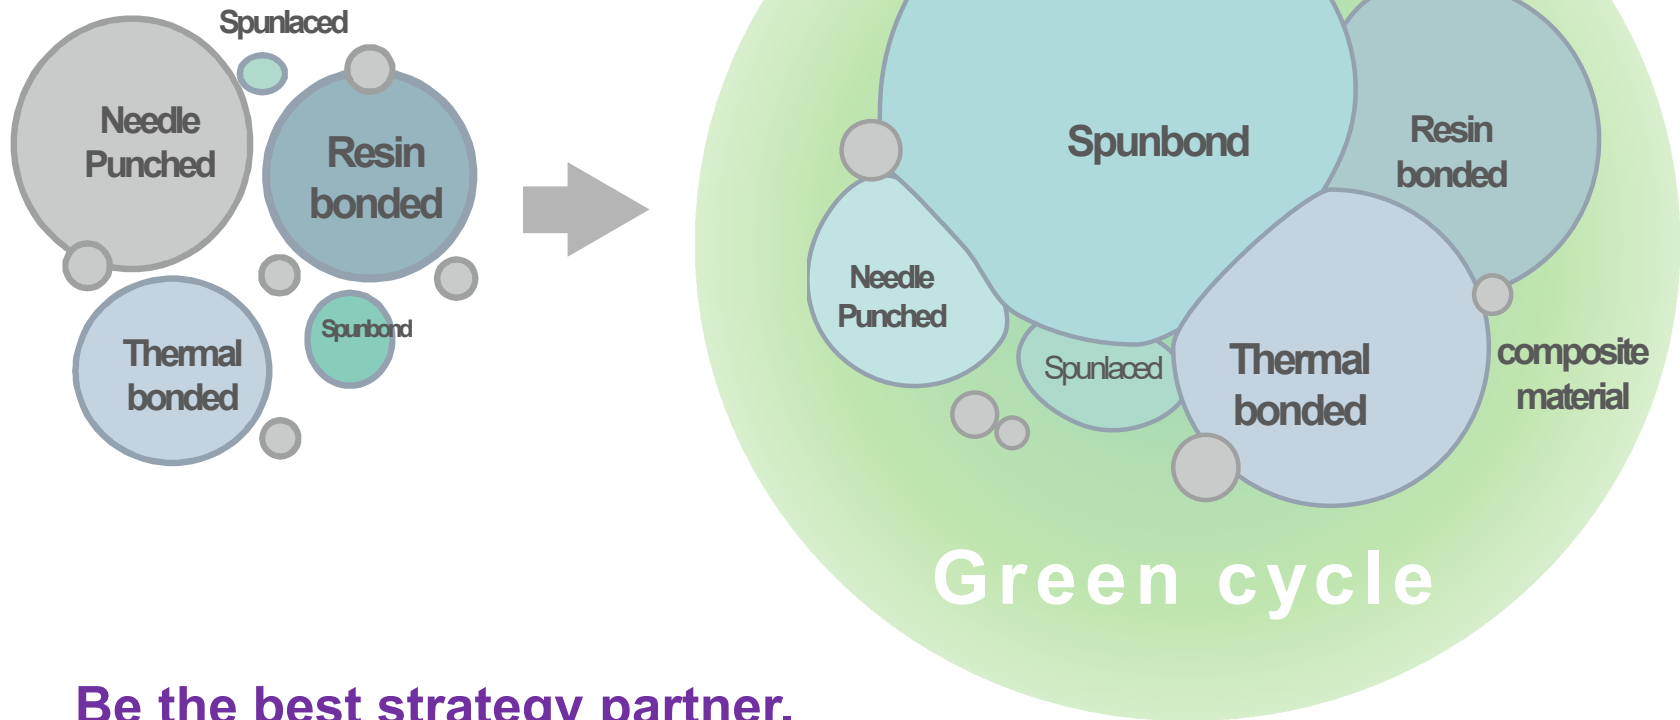 Spunlaced
Needle
Punched
Resin
bonded
Thermal
bonded
Spunbond
Spunbond
Resin
bonded
Needle
Punched
Spunlaced
Thermal
bonded
composite
material
Green cycle
Be the best strategy partner.